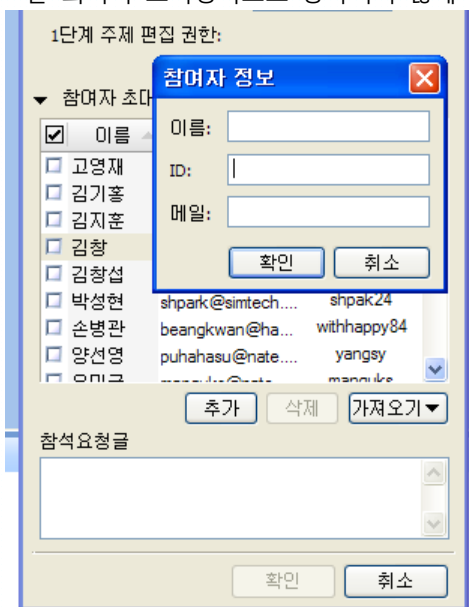 1단계 주제 편집 권한:
참여자 정보
참여자 초대
이름:
이름
고영재
ID:
김기홍
김지훈
메일:
김창
확인 취소
김창섭
박성현 shpark@simtech.... shpak24
손병관 beangkwan@ha... withhappy84
양선영 puhahasu@nate.... yangsy
추가 삭제 가져오기
참석요청글
확인 취소